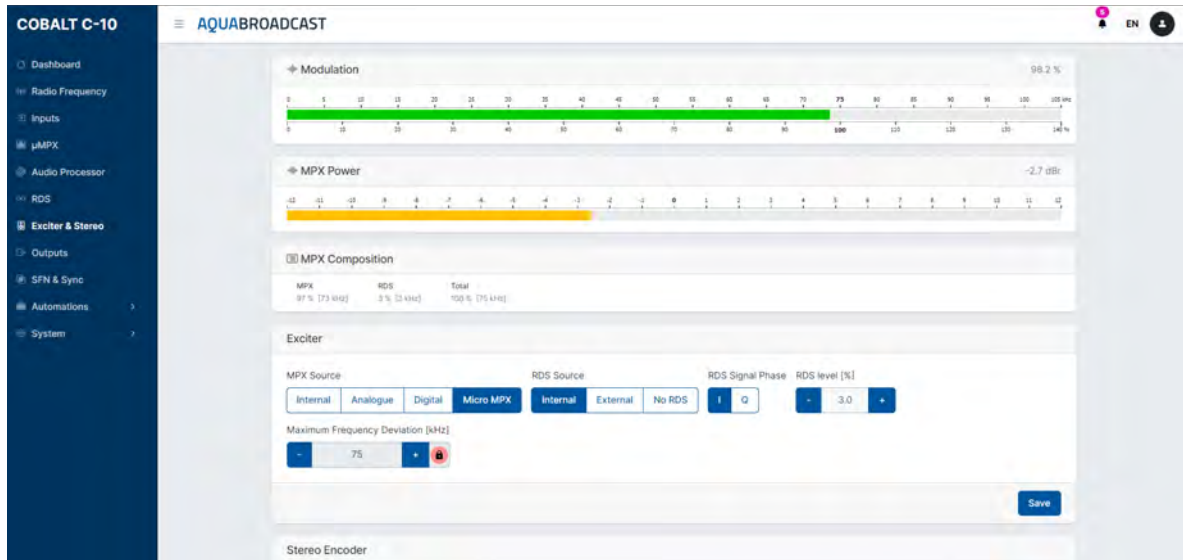 COBALT C-10
AQUABROADCAST
5
EN
Dashboard
Radio Frequency
Inputs
µMPX
Audio Processor
RDS
Exciter & Stereo
Outputs
SFN & Sync
Automations
System
Modulation 98.2 %
0 5 10 15 20 25 30 35 40 45 50 55 60 65 70 75 80 85 90 95 100 105 kHz
0 10 20 30 40 50 60 70 80 90 100 110 120 130 140 %
MPX Power -2.7 dBr
-12 -11 -10 -9 -8 -7 -6 -5 -4 -3 -2 -1 0 1 2 3 4 5 6 7 8 9 10 11 12
MPX Composition
MPX RDS Total
97 % [73 kHz] 3 % [2 kHz] 100 % [75 kHz]
Exciter
MPX Source RDS Source RDS Signal Phase RDS level [%]
Internal Analogue Digital Micro MPX Internal External No RDS I Q - 3.0 +
Maximum Frequency Deviation [kHz]
- 75 +
Save
Stereo Encoder